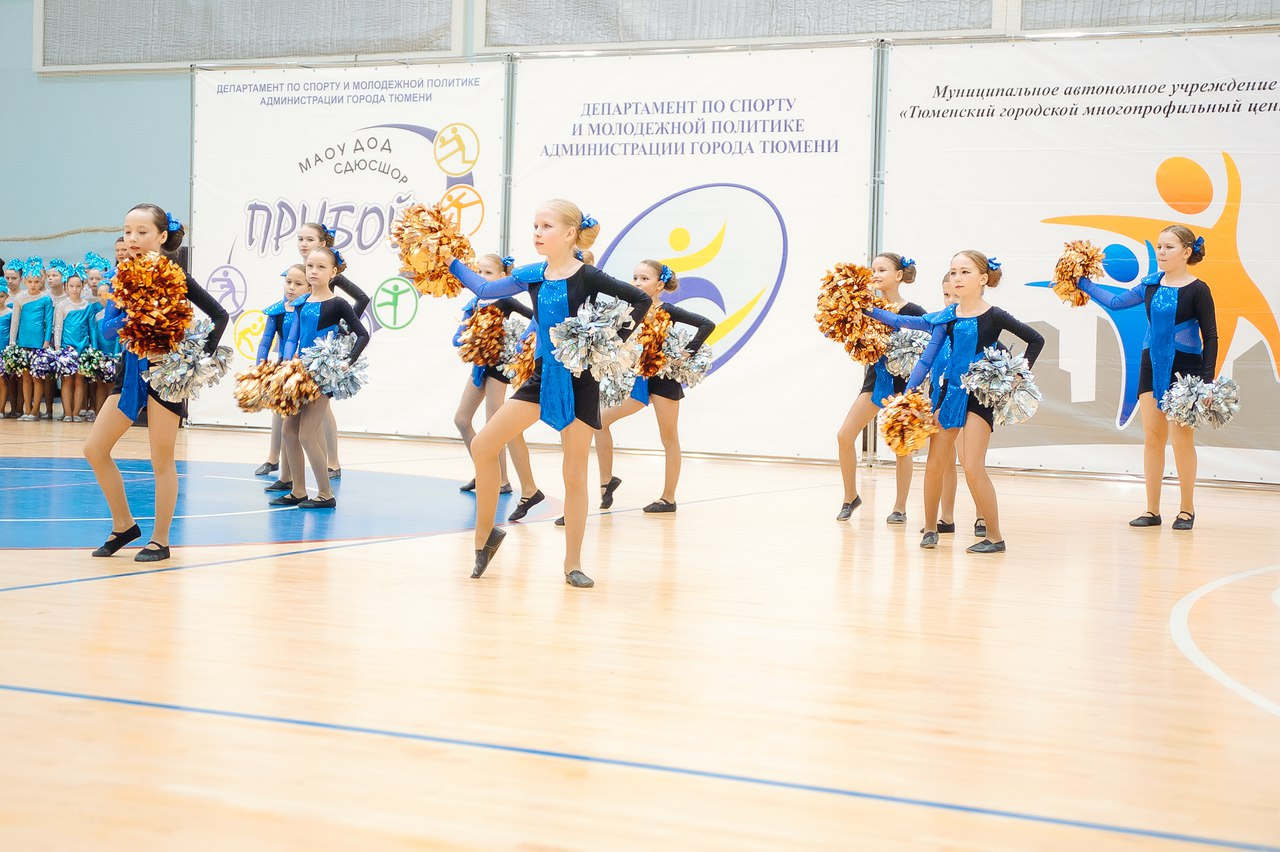 ДЕПАРТАМЕНТ ПО СПОРТУ И МОЛОДЕЖНОЙ ПОЛИТИКЕ
АДМИНИСТРАЦИИ ГОРОДА ТЮМЕНИ
МАОУ ДОД
СДЮСШОР
ПРИБОЙ
ДЕПАРТАМЕНТ ПО СПОРТУ
И МОЛОДЕЖНОЙ ПОЛИТИКЕ
АДМИНИСТРАЦИИ ГОРОДА ТЮМЕНИ
Муниципальное автономное учреждение
«Тюменский городской многопрофильный цен